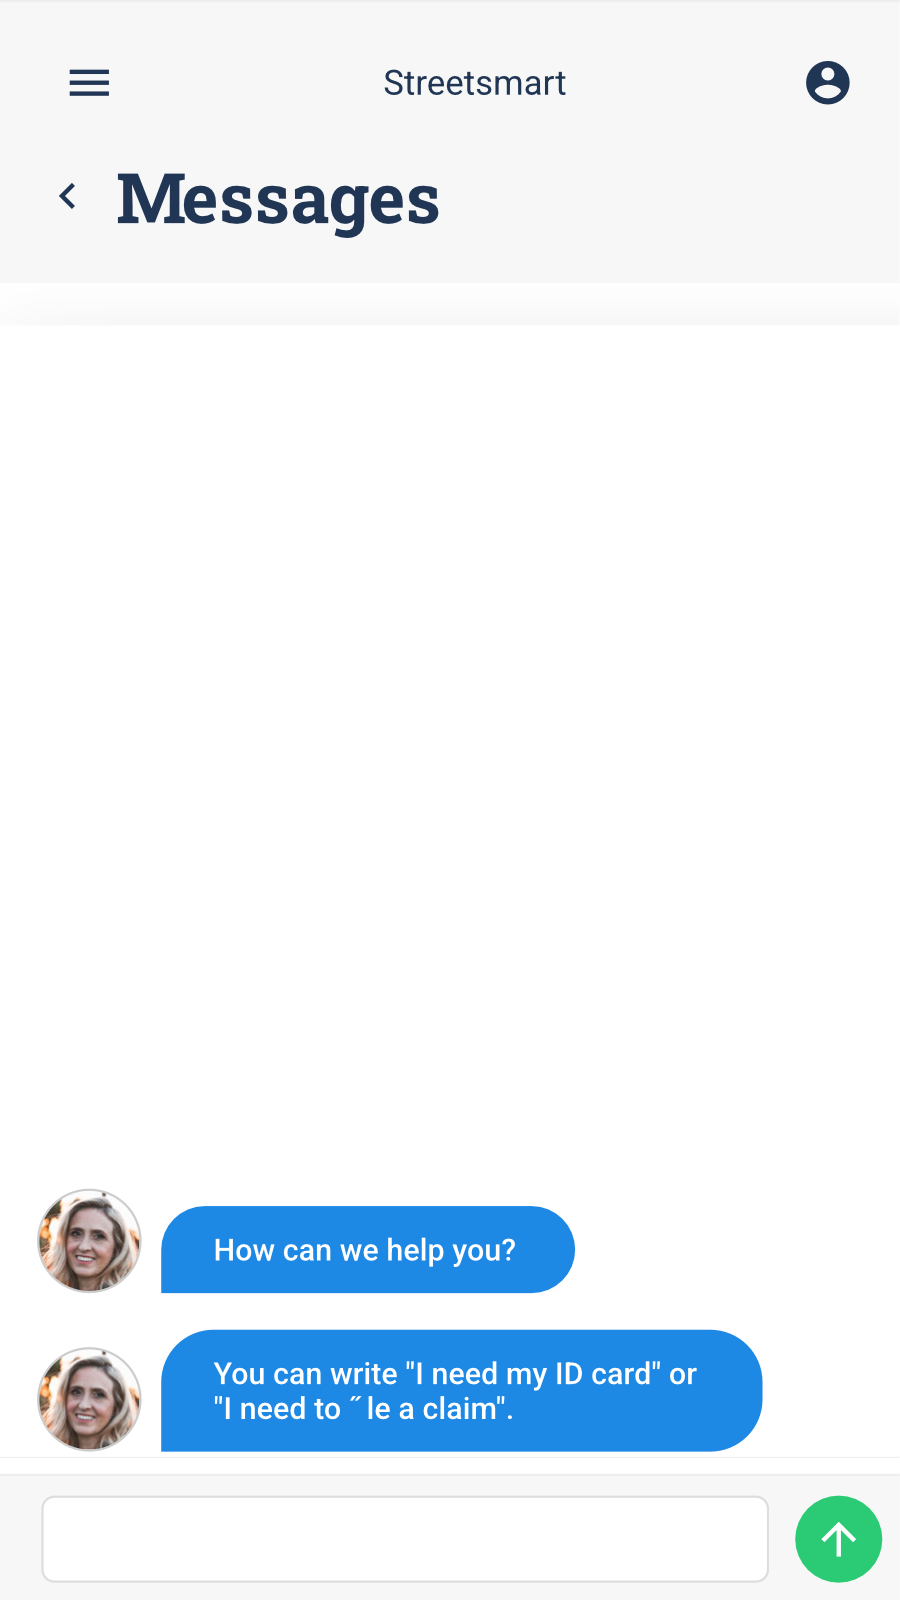 Streetsmart
Messages
How can we help you?
You can write "I need my ID card" or
"I need to ˝ le a claim".